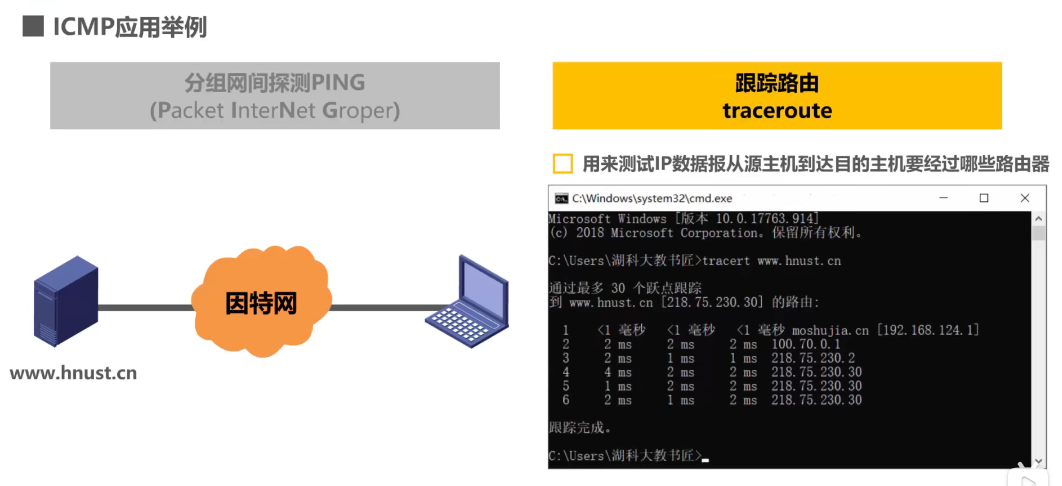 ICMP应用举例
分组网间探测PING
(Packet InterNet Groper)
跟踪路由
traceroute
用来测试IP数据报从源主机到达目的主机要经过哪些路由器
因特网
www.hnust.cn
C:\Windows\system32\cmd.exe
Microsoft Windows [版本 10.0.17763.914]
(c) 2018 Microsoft Corporation。保留所有权利。
C:\Users\湖科大教书匠>tracert www.hnust.cn
通过最多 30 个跃点跟踪
到 www.hnust.cn [218.75.230.30] 的路由:
1 <1 毫秒 <1 毫秒 <1 毫秒 moshujia.cn [192.168.124.1]
2 2 ms 2 ms 2 ms 100.70.0.1
3 2 ms 1 ms 1 ms 218.75.230.2
4 4 ms 2 ms 2 ms 218.75.230.30
5 1 ms 2 ms 2 ms 218.75.230.30
6 2 ms 1 ms 2 ms 218.75.230.30
跟踪完成。
C:\Users\湖科大教书匠>